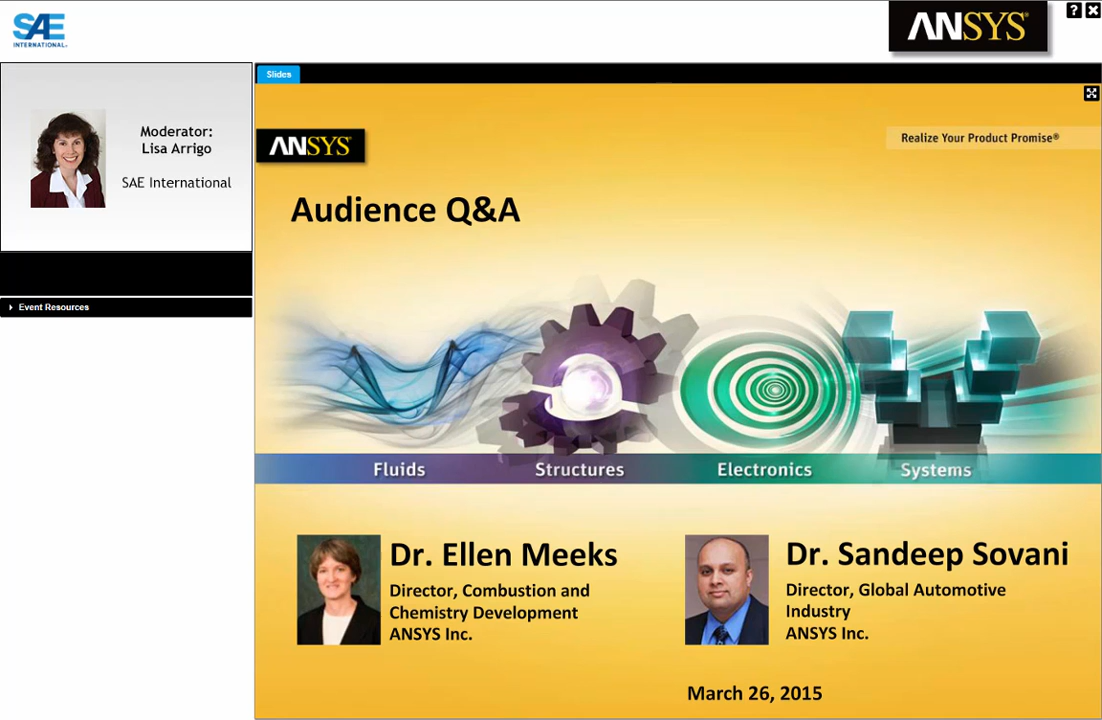 SAE
INTERNATIONAL®
ANSYS®
?
Slides
Moderator:
Lisa Arrigo
SAE International
Event Resources
ANSYS®
Realize Your Product Promise®
Audience Q&A
Fluids
Structures
Electronics
Systems
Dr. Ellen Meeks
Director, Combustion and
Chemistry Development
ANSYS Inc.
Dr. Sandeep Sovani
Director, Global Automotive
Industry
ANSYS Inc.
March 26, 2015